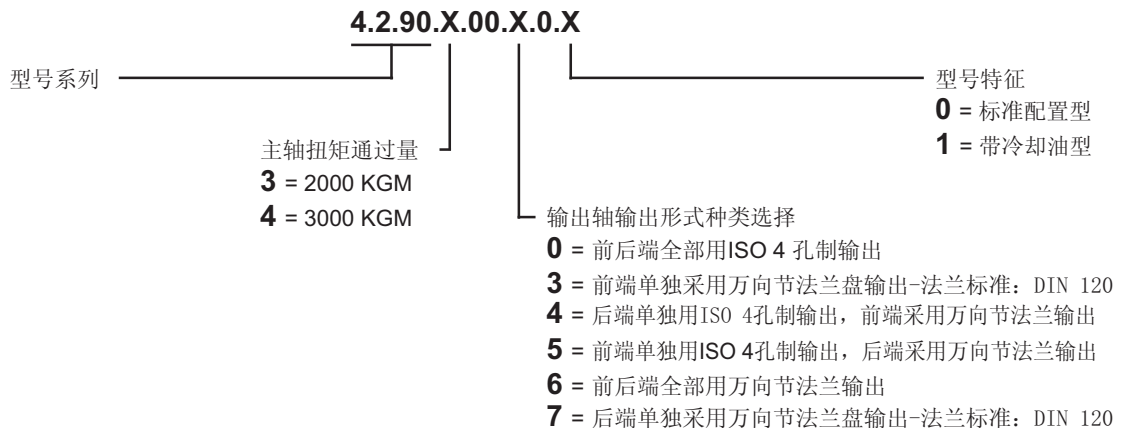 4.2.90.X.00.X.0.X
型号系列
型号特征
0 = 标准配置型
1 = 带冷却油型
主轴扭矩通过量
3 = 2000 KGM
4 = 3000 KGM
输出轴输出形式种类选择
0 = 前后端全部用ISO 4 孔制输出
3 = 前端单独采用万向节法兰盘输出-法兰标准：DIN 120
4 = 后端单独用ISO 4孔制输出，前端采用万向节法兰输出
5 = 前端单独用ISO 4孔制输出，后端采用万向节法兰输出
6 = 前后端全部用万向节法兰输出
7 = 后端单独采用万向节法兰盘输出-法兰标准：DIN 120